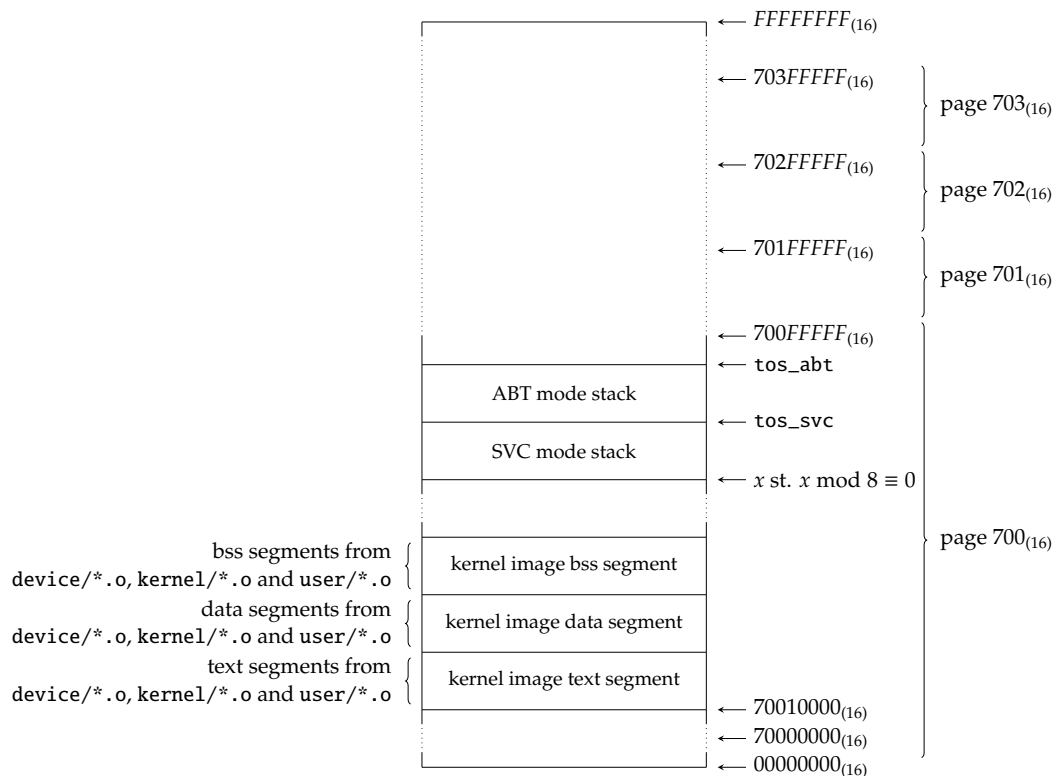 FFFFFFFF(16)
703FFFFF(16)
page 703(16)
702FFFFF(16)
page 702(16)
701FFFFF(16)
page 701(16)
700FFFFF(16)
tos_abt
ABT mode stack
tos_svc
SVC mode stack
x st. x mod 8 ≡ 0
page 700(16)
bss segments from
device/*.o, kernel/*.o and user/*.o
kernel image bss segment
data segments from
device/*.o, kernel/*.o and user/*.o
kernel image data segment
text segments from
device/*.o, kernel/*.o and user/*.o
kernel image text segment
70010000(16)
70000000(16)
00000000(16)